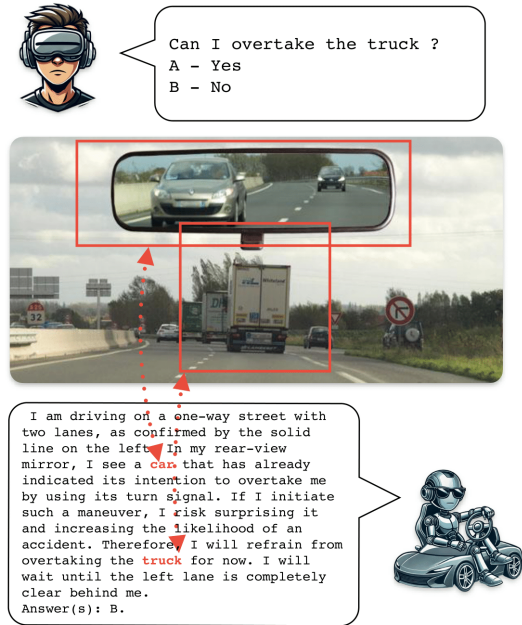 Can I overtake the truck ?
A - Yes
B - No
32
DH
I am driving on a one-way street with
two lanes, as confirmed by the solid
line on the left. In my rear-view
mirror, I see a car that has already
indicated its intention to overtake me
by using its turn signal. If I initiate
such a maneuver, I risk surprising it
and increasing the likelihood of an
accident. Therefore, I will refrain from
overtaking the truck for now. I will
wait until the left lane is completely
clear behind me.
Answer(s): B.